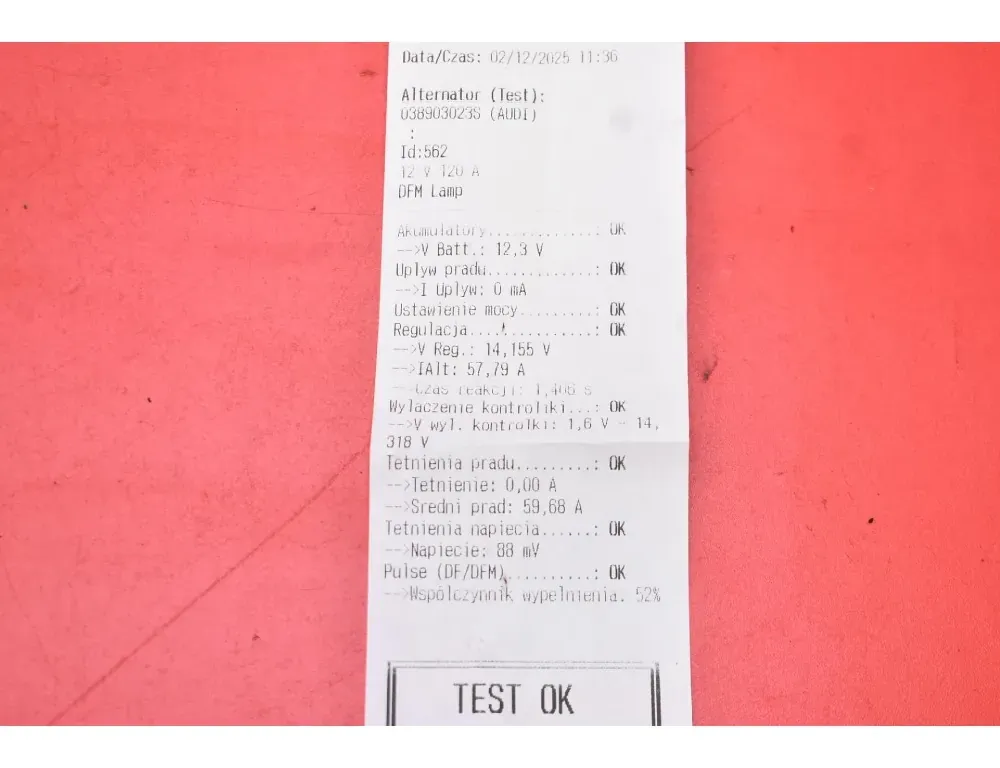 Data/Czas: 02/12/2025 11:36
Alternator (Test):
038903023S (AUDI)
:
Id:562
12 V 120 A
DFM Lamp
Akumulatory.............: OK
-->V Batt.: 12,3 V
Uplyw pradu.............: OK
-->I Uplyw: 0 mA
Ustawienie mocy.........: OK
Regulacja...............: OK
-->V Reg.: 14,155 V
-->IAlt: 57,79 A
-->Czas reakcji: 1,406 s
Wylaczenie kontrolki...: OK
-->V wyl. kontrolki: 1,6 V - 14,
318 V
Tetnienia pradu.........: OK
-->Tetnienie: 0,00 A
-->Sredni prad: 59,68 A
Tetnienia napiecia......: OK
-->Napiecie: 88 mV
Pulse (DF/DFM)..........: OK
-->Współczynnik wypełnienia. 52%
TEST OK